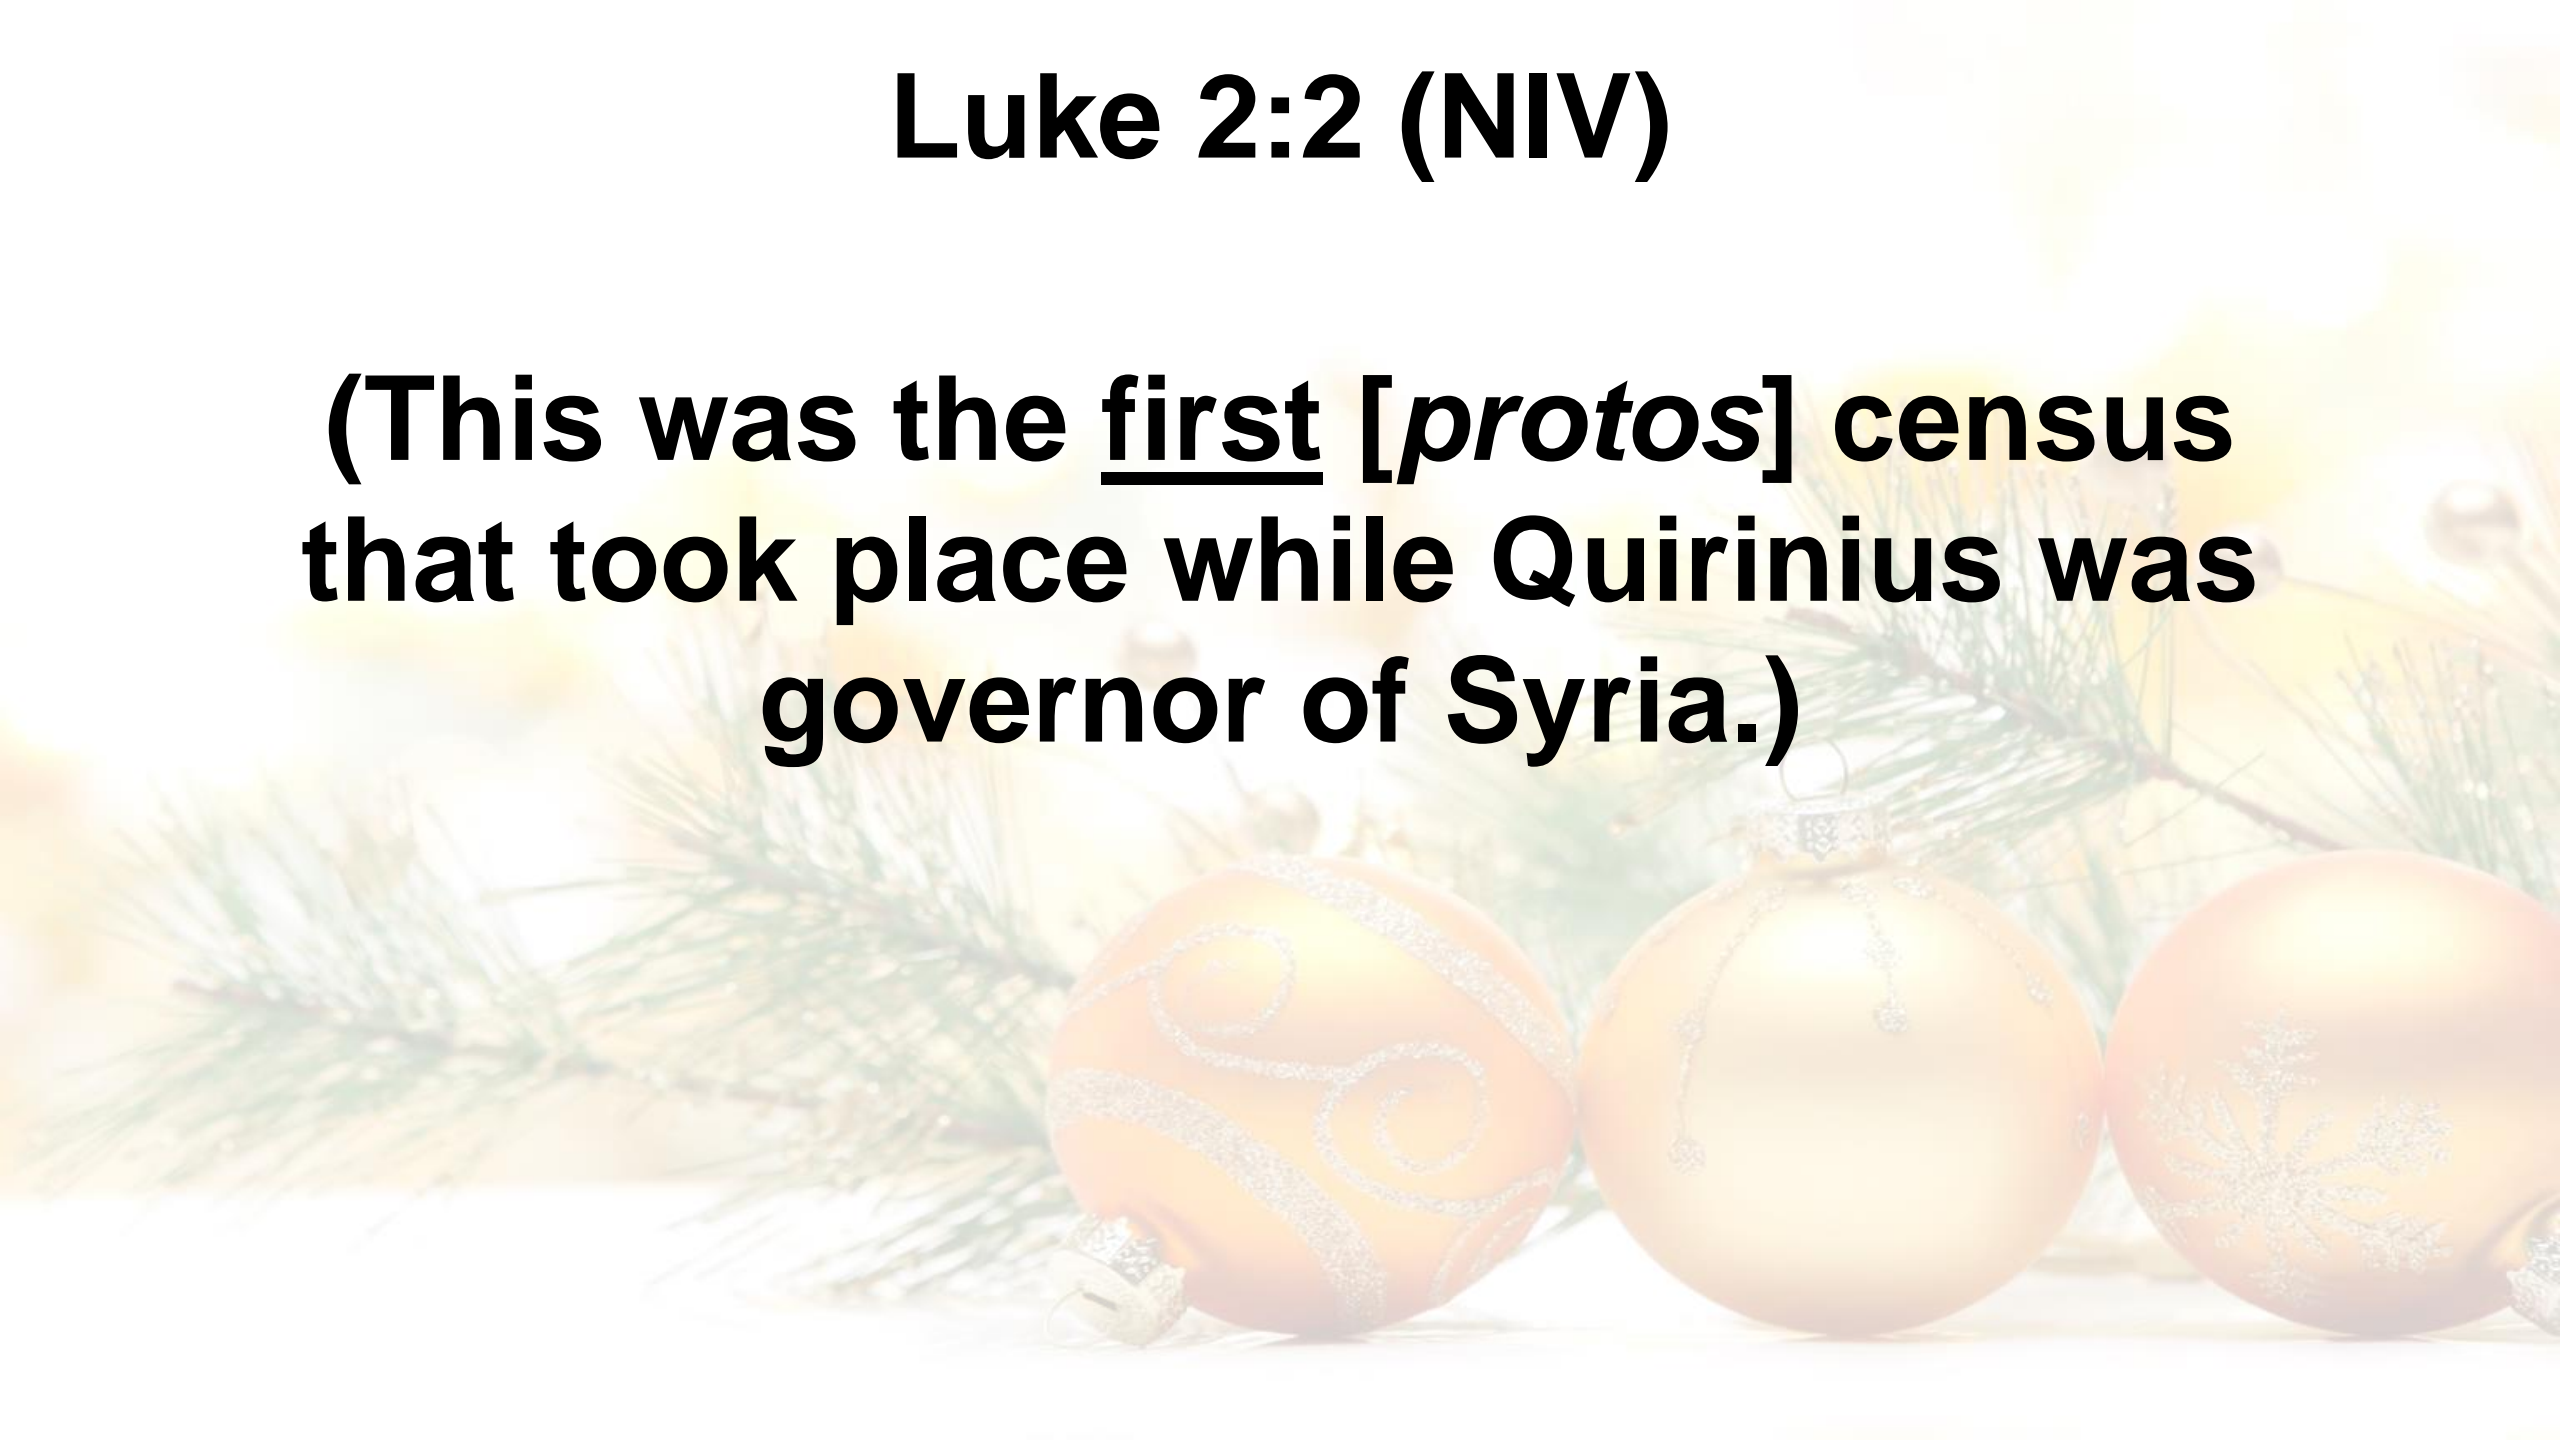 Luke 2:2 (NIV)
(This was the first [protos] census
that took place while Quirinius was
governor of Syria.)